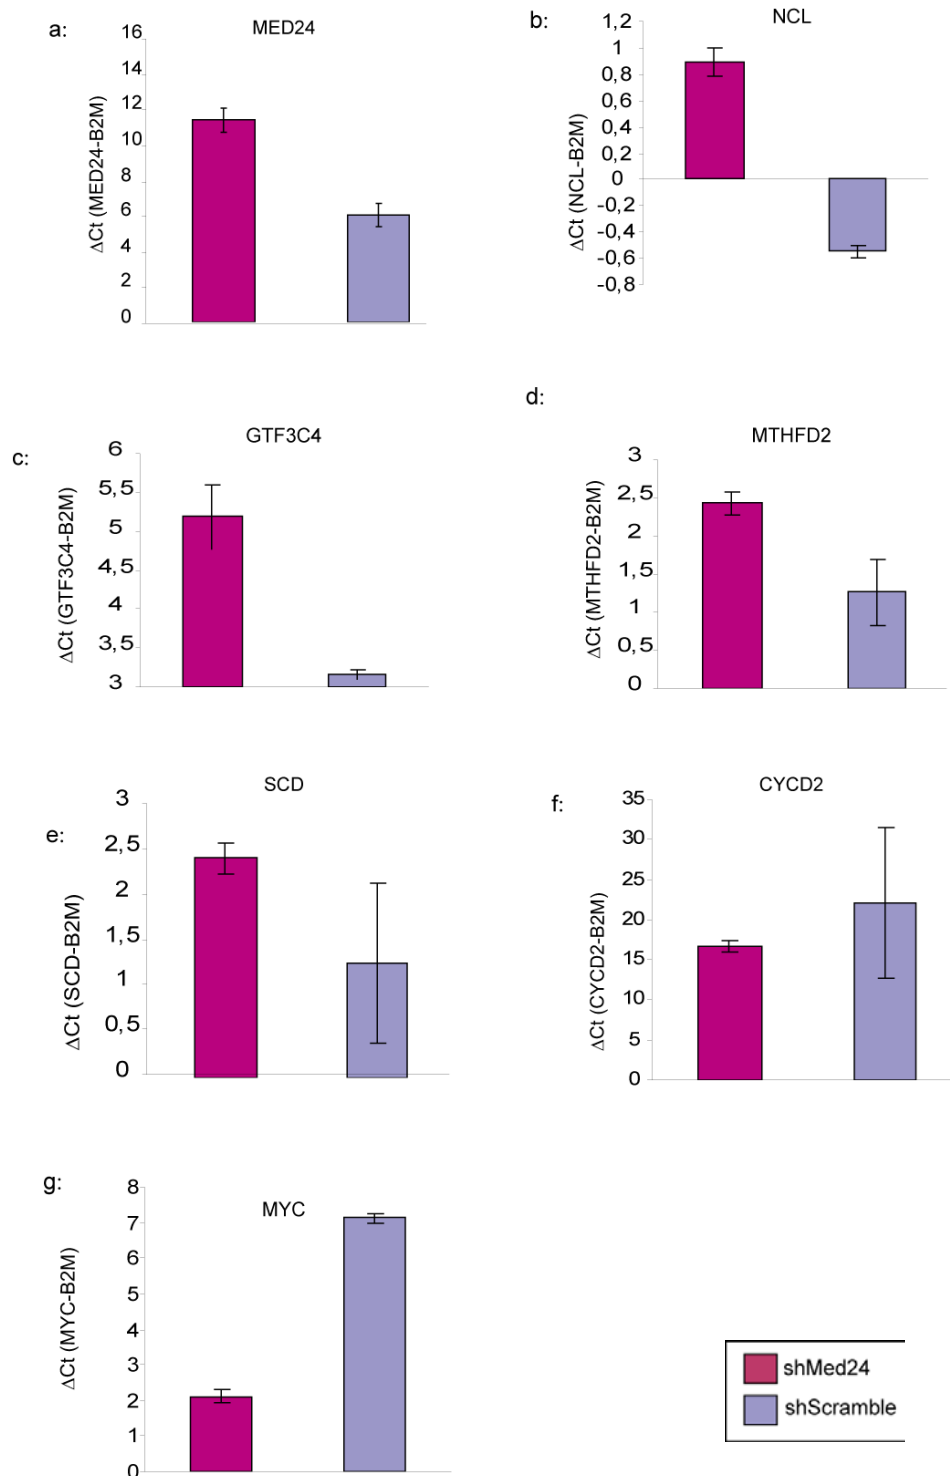 a:
MED24
ΔCt (MED24-B2M)
16
14
12
10
8
6
4
2
0
b:
NCL
ΔCt (NCL-B2M)
1,2
1
0,8
0,6
0,4
0,2
0
-0,2
-0,4
-0,6
-0,8
c:
GTF3C4
ΔCt (GTF3C4-B2M)
6
5,5
5
4,5
4
3,5
3
d:
MTHFD2
ΔCt (MTHFD2-B2M)
3
2,5
2
1,5
1
0,5
0
e:
SCD
ΔCt (SCD-B2M)
3
2,5
2
1,5
1
0,5
0
f:
CYCD2
ΔCt (CYCD2-B2M)
35
30
25
20
15
10
5
0
g:
MYC
ΔCt (MYC-B2M)
8
7
6
5
4
3
2
1
0
shMed24
shScramble